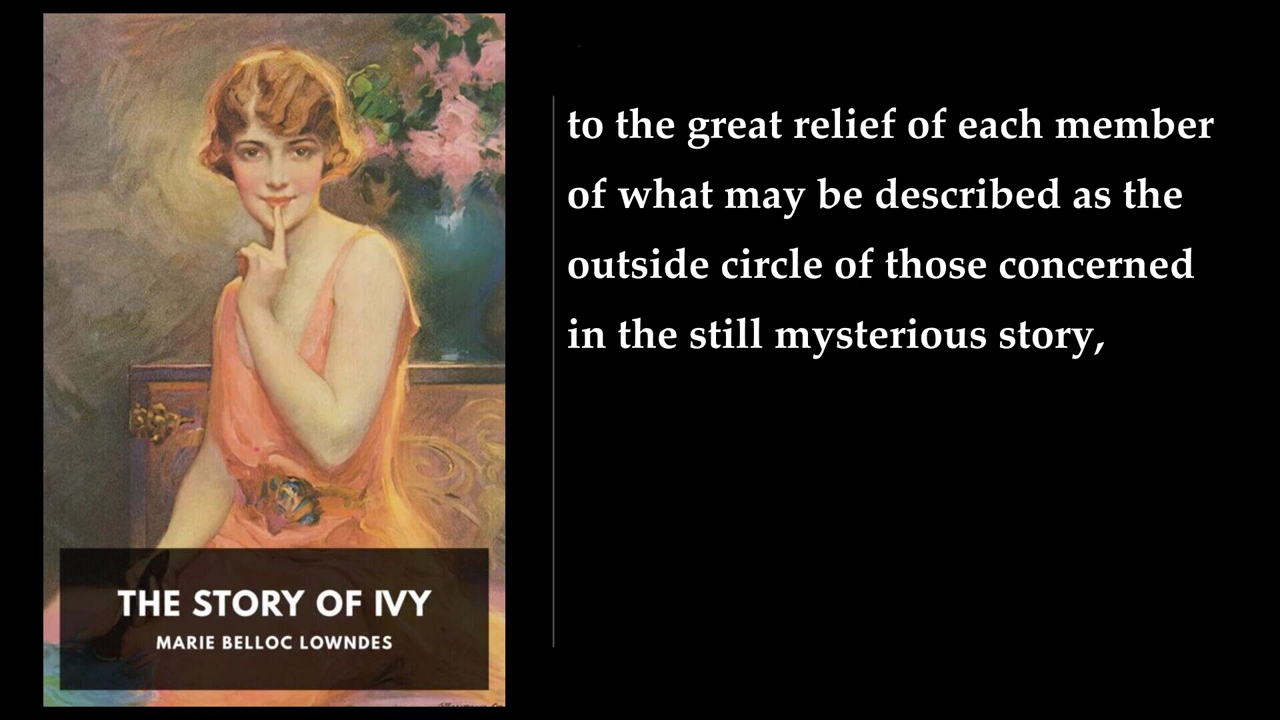 to the great relief of each member
of what may be described as the
outside circle of those concerned
in the still mysterious story,
THE STORY OF IVY
MARIE BELLOC LOWNDES